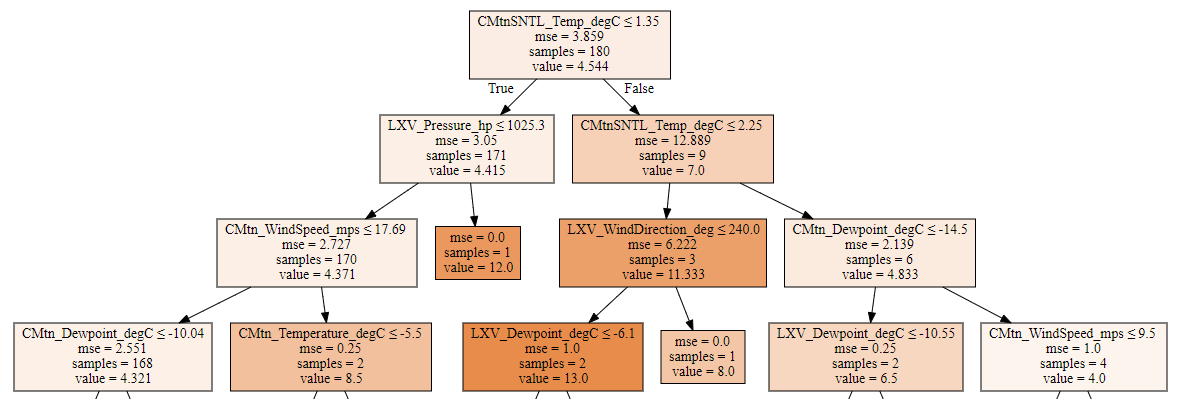 CMtnSNTL_Temp_degC ≤ 1.35
mse = 3.859
samples = 180
value = 4.544
True
False
LXV_Pressure_hp ≤ 1025.3
mse = 3.05
samples = 171
value = 4.415
CMtnSNTL_Temp_degC ≤ 2.25
mse = 12.889
samples = 9
value = 7.0
CMtn_WindSpeed_mps ≤ 17.69
mse = 2.727
samples = 170
value = 4.371
mse = 0.0
samples = 1
value = 12.0
LXV_WindDirection_deg ≤ 240.0
mse = 6.222
samples = 3
value = 11.333
CMtn_Dewpoint_degC ≤ -14.5
mse = 2.139
samples = 6
value = 4.833
CMtn_Dewpoint_degC ≤ -10.04
mse = 2.551
samples = 168
value = 4.321
CMtn_Temperature_degC ≤ -5.5
mse = 0.25
samples = 2
value = 8.5
LXV_Dewpoint_degC ≤ -6.1
mse = 1.0
samples = 2
value = 13.0
mse = 0.0
samples = 1
value = 8.0
LXV_Dewpoint_degC ≤ -10.55
mse = 0.25
samples = 2
value = 6.5
CMtn_WindSpeed_mps ≤ 9.5
mse = 1.0
samples = 4
value = 4.0